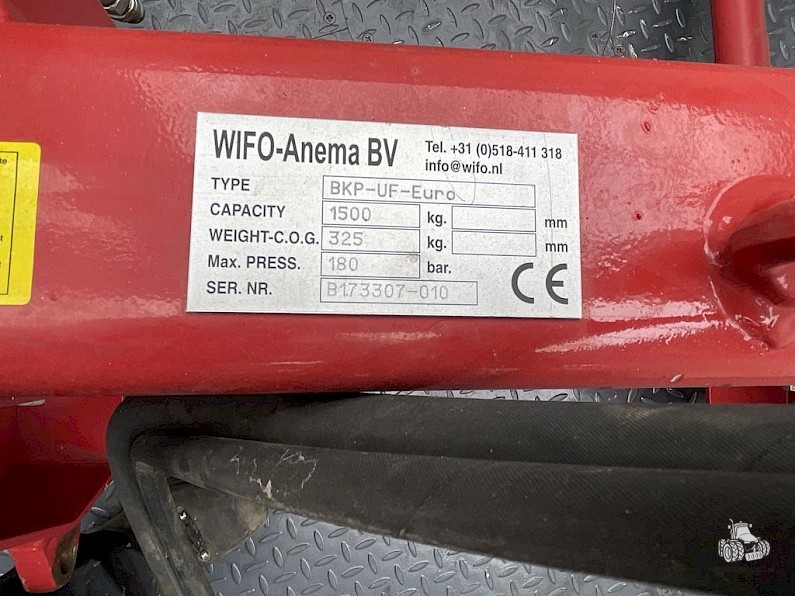 WIFO-Anema BV
Tel. +31 (0)518-411 318
info@wifo.nl
TYPE BKP-UF-Euro
CAPACITY 1500 kg. mm
WEIGHT-C.O.G. 325 kg. mm
Max. PRESS. 180 bar.
SER. NR. B173307-010
CE